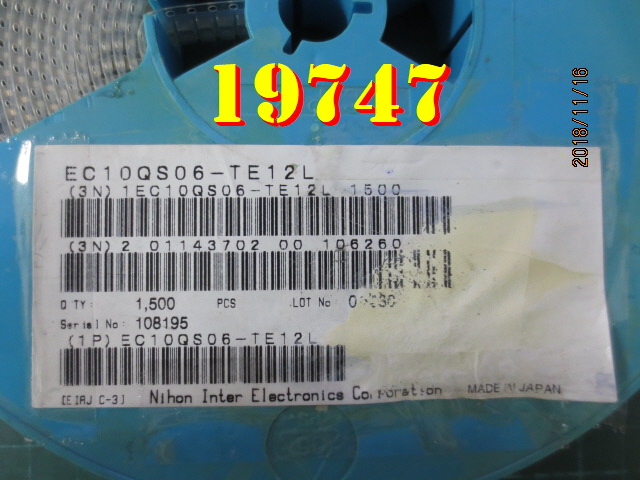 19747
2018/11/16
EC10QS06-TE12L
(3N) 1EC10QS06-TE12L 1500
(3N) 2 01143702 00 106260
Q'TY: 1,500 PCS LOT No:
Serial No: 108195
(1P) EC10QS06-TE12L
[EIAJ C-3] Nihon Inter Electronics Corporation MADE IN JAPAN